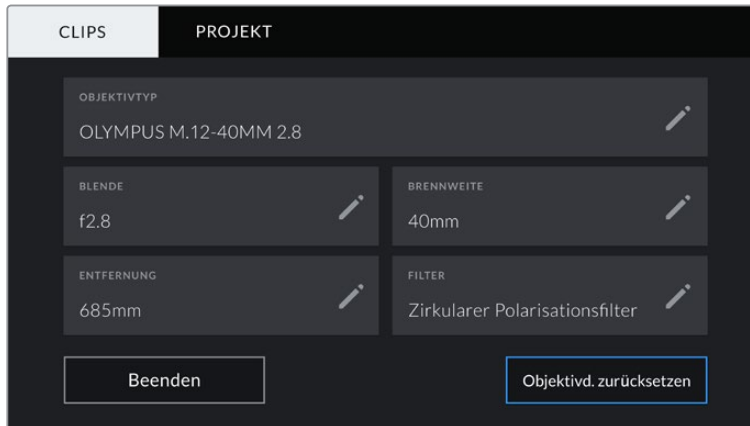 CLIPS PROJEKT
OBJEKTIVTYP
OLYMPUS M.12-40MM 2.8
BLENDE
f2.8
BRENNWEITE
40mm
ENTFERNUNG
685mm
FILTER
Zirkularer Polarisationsfilter
Beenden
Objektivd. zurücksetzen